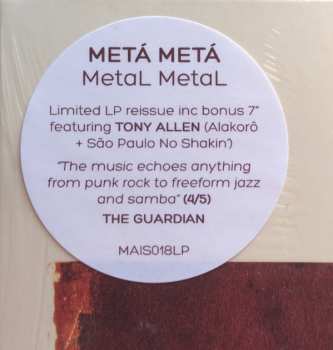 METÁ METÁ
MetaL MetaL
Limited LP reissue inc bonus 7"
featuring TONY ALLEN (Alakorô
+ São Paulo No Shakin')
"The music echoes anything
from punk rock to freeform jazz
and samba" (4/5)
THE GUARDIAN
MAIS018LP